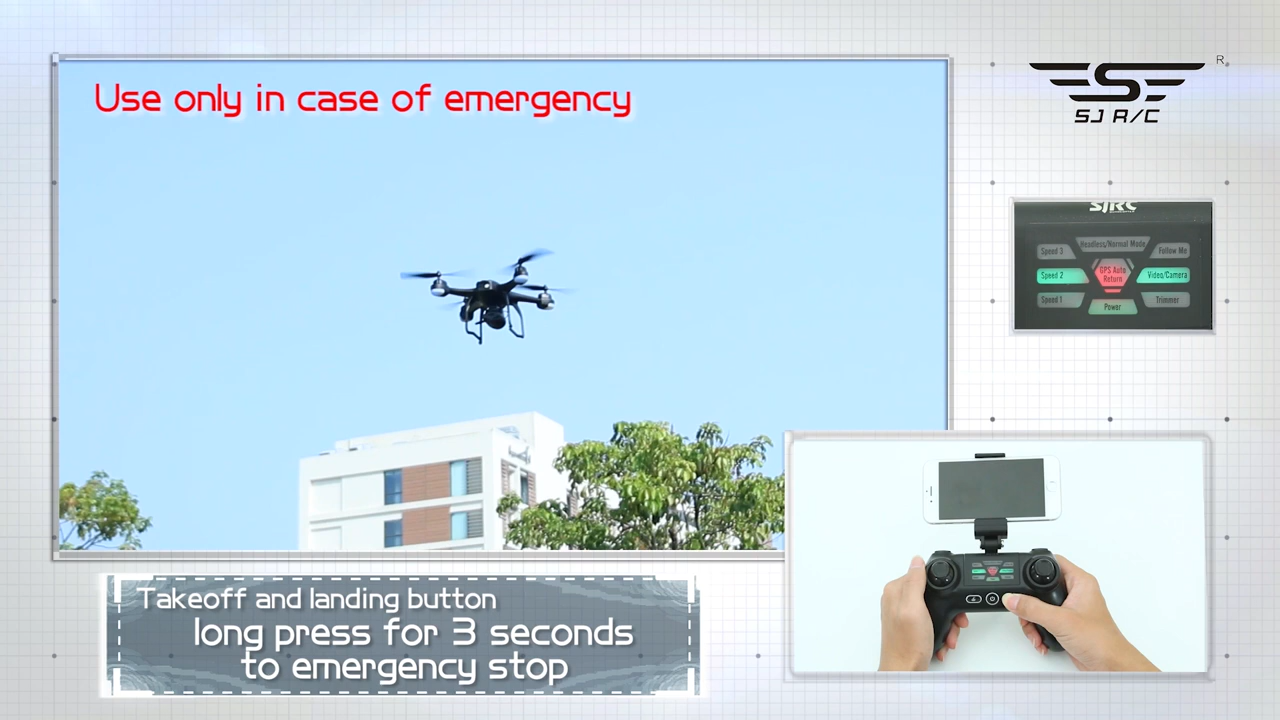 Use only in case of emergency
R
SJ R/C
SJRC
Speed 3
Headless/Normal Mode
Follow Me
Speed 2
GPS Auto
Return
Video/Camera
Speed 1
Power
Trimmer
Takeoff and landing button
long press for 3 seconds
to emergency stop